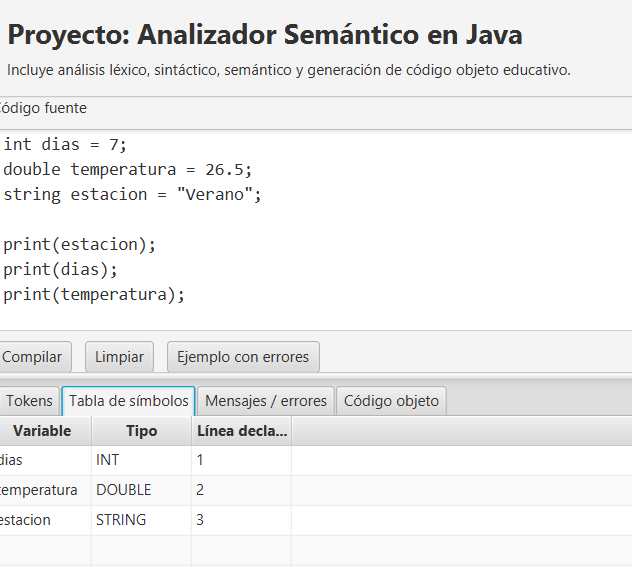 Proyecto: Analizador Semántico en Java
Incluye análisis léxico, sintáctico, semántico y generación de código objeto educativo.
ódigo fuente
int dias = 7;
double temperatura = 26.5;
string estacion = "Verano";
print(estacion);
print(dias);
print(temperatura);
Compilar Limpiar Ejemplo con errores
Tokens Tabla de símbolos Mensajes / errores Código objeto
Variable Tipo Línea decla...
dias INT 1
temperatura DOUBLE 2
estacion STRING 3